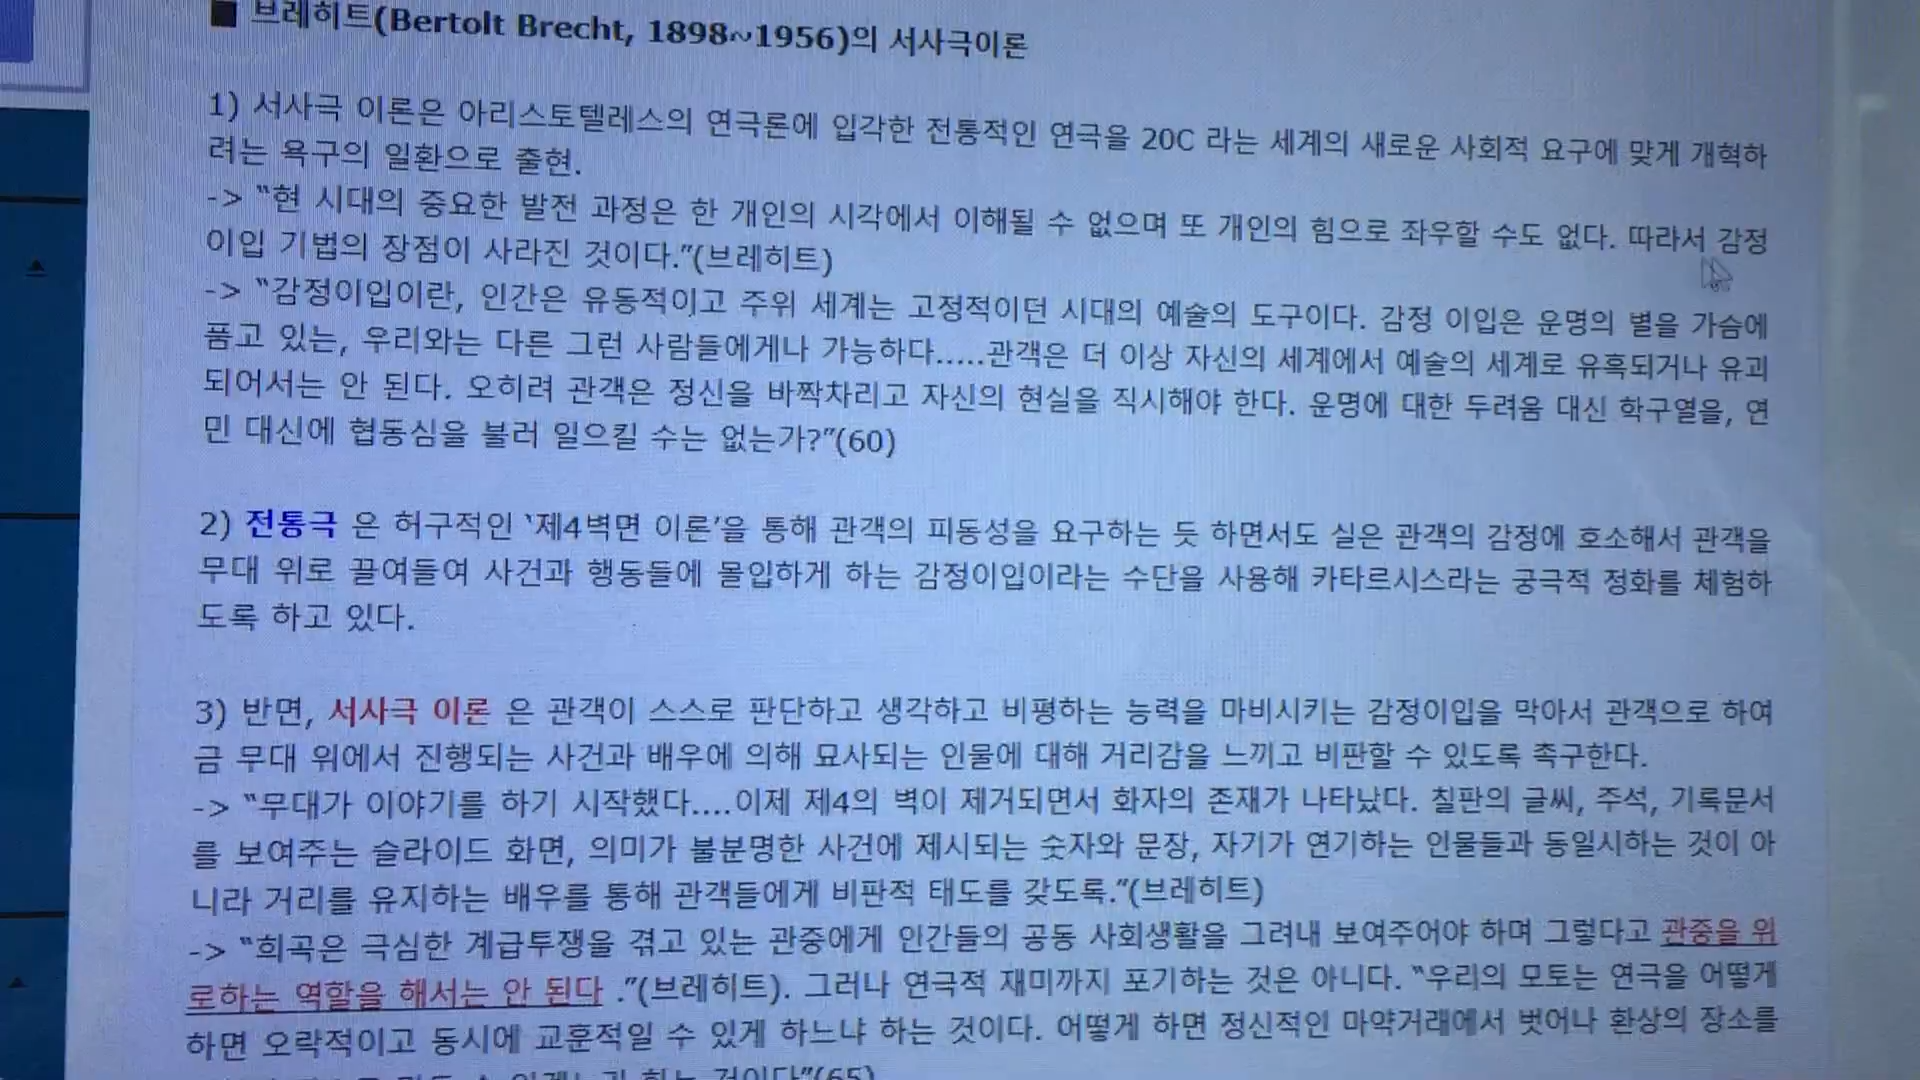 ■ 브레히트(Bertolt Brecht, 1898~1956)의 서사극이론
1) 서사극 이론은 아리스토텔레스의 연극론에 입각한 전통적인 연극을 20C 라는 세계의 새로운 사회적 요구에 맞게 개혁하
려는 욕구의 일환으로 출현.
-> “현 시대의 중요한 발전 과정은 한 개인의 시각에서 이해될 수 없으며 또 개인의 힘으로 좌우할 수도 없다. 따라서 감정
이입 기법의 장점이 사라진 것이다.”(브레히트)
-> “감정이입이란, 인간은 유동적이고 주위 세계는 고정적이던 시대의 예술의 도구이다. 감정 이입은 운명의 별을 가슴에
품고 있는, 우리와는 다른 그런 사람들에게나 가능하다.....관객은 더 이상 자신의 세계에서 예술의 세계로 유혹되거나 유괴
되어서는 안 된다. 오히려 관객은 정신을 바짝차리고 자신의 현실을 직시해야 한다. 운명에 대한 두려움 대신 학구열을, 연
민 대신에 협동심을 불러 일으킬 수는 없는가?”(60)
2) 전통극 은 허구적인 ‘제4벽면 이론’을 통해 관객의 피동성을 요구하는 듯 하면서도 실은 관객의 감정에 호소해서 관객을
무대 위로 끌여들여 사건과 행동들에 몰입하게 하는 감정이입이라는 수단을 사용해 카타르시스라는 궁극적 정화를 체험하
도록 하고 있다.
3) 반면, 서사극 이론 은 관객이 스스로 판단하고 생각하고 비평하는 능력을 마비시키는 감정이입을 막아서 관객으로 하여
금 무대 위에서 진행되는 사건과 배우에 의해 묘사되는 인물에 대해 거리감을 느끼고 비판할 수 있도록 촉구한다.
-> “무대가 이야기를 하기 시작했다....이제 제4의 벽이 제거되면서 화자의 존재가 나타났다. 칠판의 글씨, 주석, 기록문서
를 보여주는 슬라이드 화면, 의미가 불분명한 사건에 제시되는 숫자와 문장, 자기가 연기하는 인물들과 동일시하는 것이 아
니라 거리를 유지하는 배우를 통해 관객들에게 비판적 태도를 갖도록.”(브레히트)
-> “희곡은 극심한 계급투쟁을 겪고 있는 관중에게 인간들의 공동 사회생활을 그려내 보여주어야 하며 그렇다고 관중을 위
로하는 역할을 해서는 안 된다 .”(브레히트). 그러나 연극적 재미까지 포기하는 것은 아니다. “우리의 모토는 연극을 어떻게
하면 오락적이고 동시에 교훈적일 수 있게 하느냐 하는 것이다. 어떻게 하면 정신적인 마약거래에서 벗어나 환상의 장소를
것이다”(65)